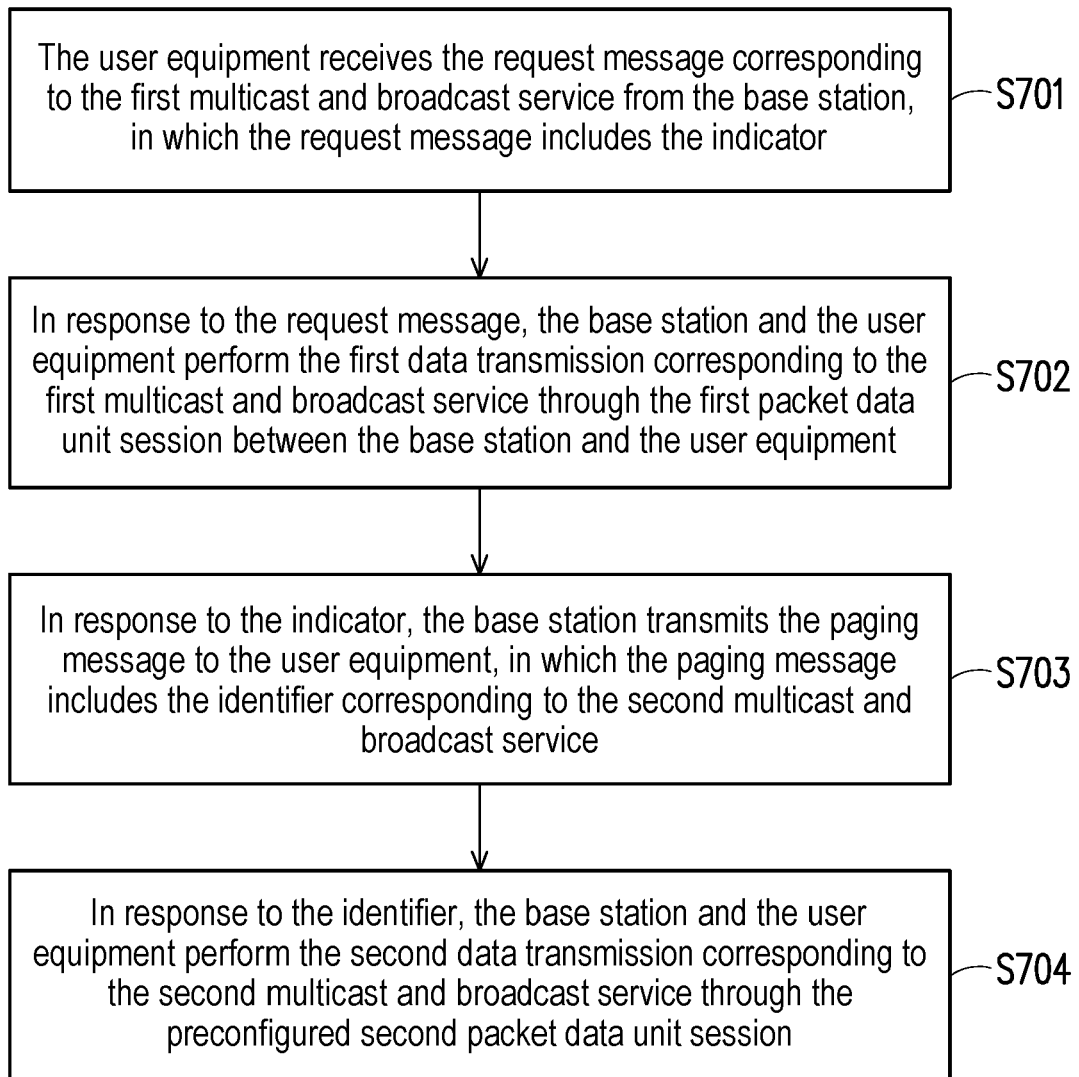 The user equipment receives the request message corresponding
to the first multicast and broadcast service from the base station,
in which the request message includes the indicator
S701
In response to the request message, the base station and the user
equipment perform the first data transmission corresponding to the
first multicast and broadcast service through the first packet data
unit session between the base station and the user equipment
S702
In response to the indicator, the base station transmits the paging
message to the user equipment, in which the paging message
includes the identifier corresponding to the second multicast and
broadcast service
S703
In response to the identifier, the base station and the user
equipment perform the second data transmission corresponding to
the second multicast and broadcast service through the
preconfigured second packet data unit session
S704